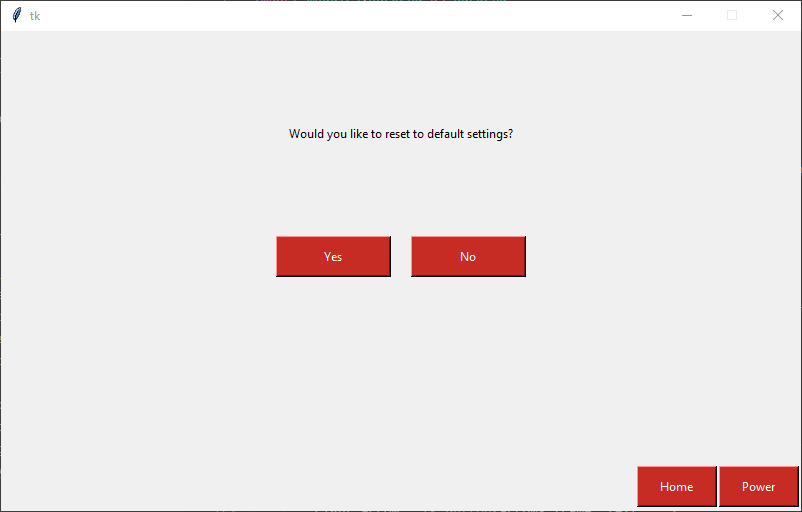 tk
Would you like to reset to default settings?
Yes
No
Home
Power